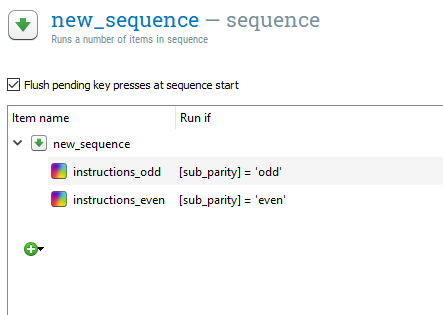 new_sequence — sequence
Runs a number of items in sequence
Flush pending key presses at sequence start
Item name Run if
new_sequence
instructions_odd [sub_parity] = 'odd'
instructions_even [sub_parity] = 'even'